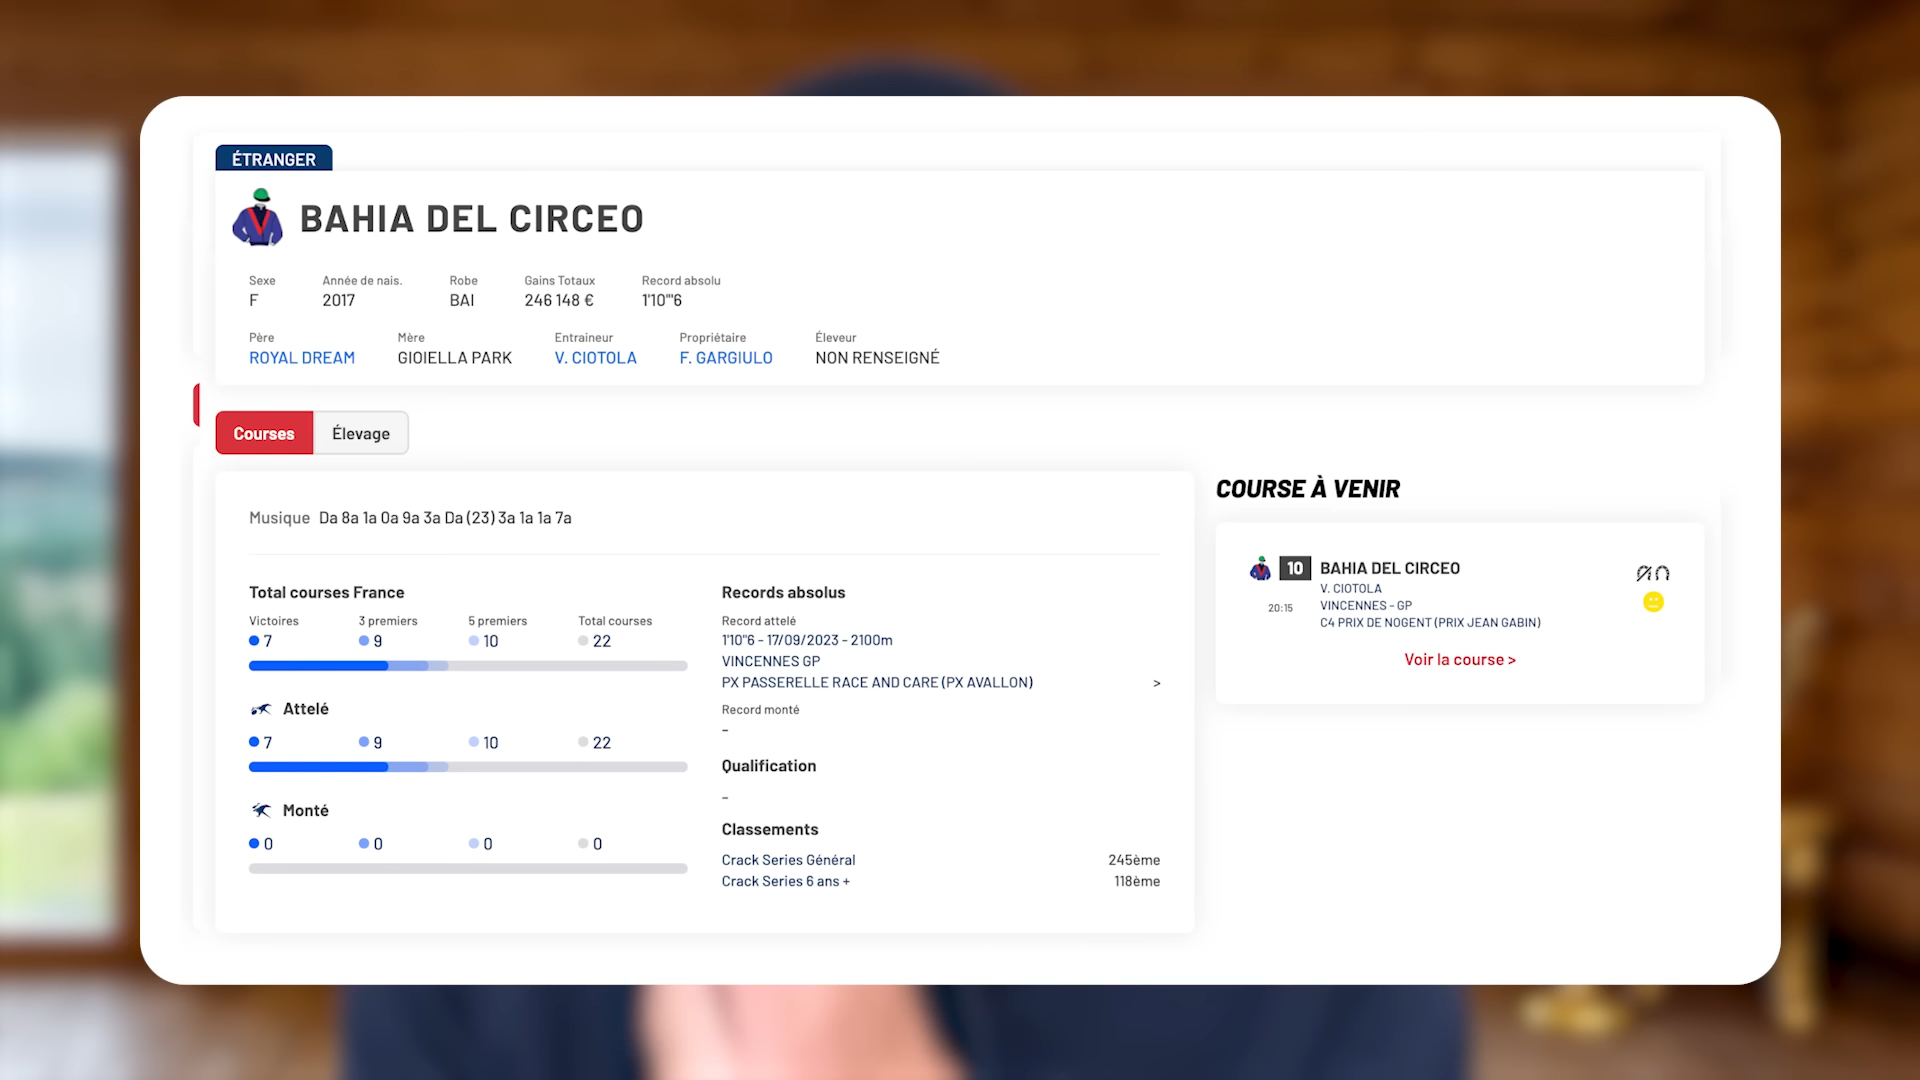 ÉTRANGER
BAHIA DEL CIRCEO
Sexe Année de nais. Robe Gains Totaux Record absolu
F 2017 BAI 246 148 € 1'10"'6
Père Mère Entraineur Propriétaire Éleveur
ROYAL DREAM GIOIELLA PARK V. CIOTOLA F. GARGIULO NON RENSEIGNÉ
Courses Élevage
Musique Da 8a 1a 0a 9a 3a Da (23) 3a 1a 1a 7a
Total courses France
Victoires 3 premiers 5 premiers Total courses
7 9 10 22
Attelé
7 9 10 22
Monté
0 0 0 0
Records absolus
Record attelé
1'10"6 - 17/09/2023 - 2100m
VINCENNES GP
PX PASSERELLE RACE AND CARE (PX AVALLON) >
Record monté
-
Qualification
-
Classements
Crack Series Général 245ème
Crack Series 6 ans + 118ème
COURSE À VENIR
10 BAHIA DEL CIRCEO
V. CIOTOLA
20:15 VINCENNES - GP
C4 PRIX DE NOGENT (PRIX JEAN GABIN)
Voir la course >